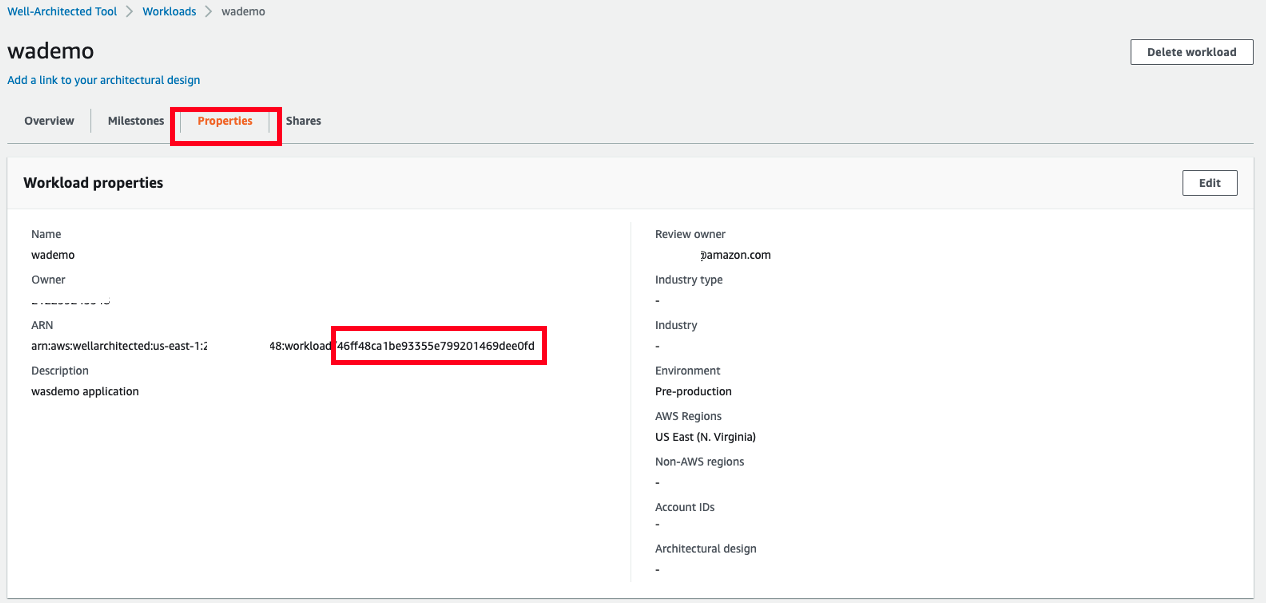 Well-Architected Tool > Workloads > wademo
wademo
Delete workload
Add a link to your architectural design
Overview
Milestones
Properties
Shares
Workload properties
Edit
Name
wademo
Owner
ARN
arn:aws:wellarchitected:us-east-1:2 48:workload/46ff48ca1be93355e799201469dee0fd
Description
wasdemo application
Review owner
@amazon.com
Industry type
-
Industry
-
Environment
Pre-production
AWS Regions
US East (N. Virginia)
Non-AWS regions
-
Account IDs
-
Architectural design
-